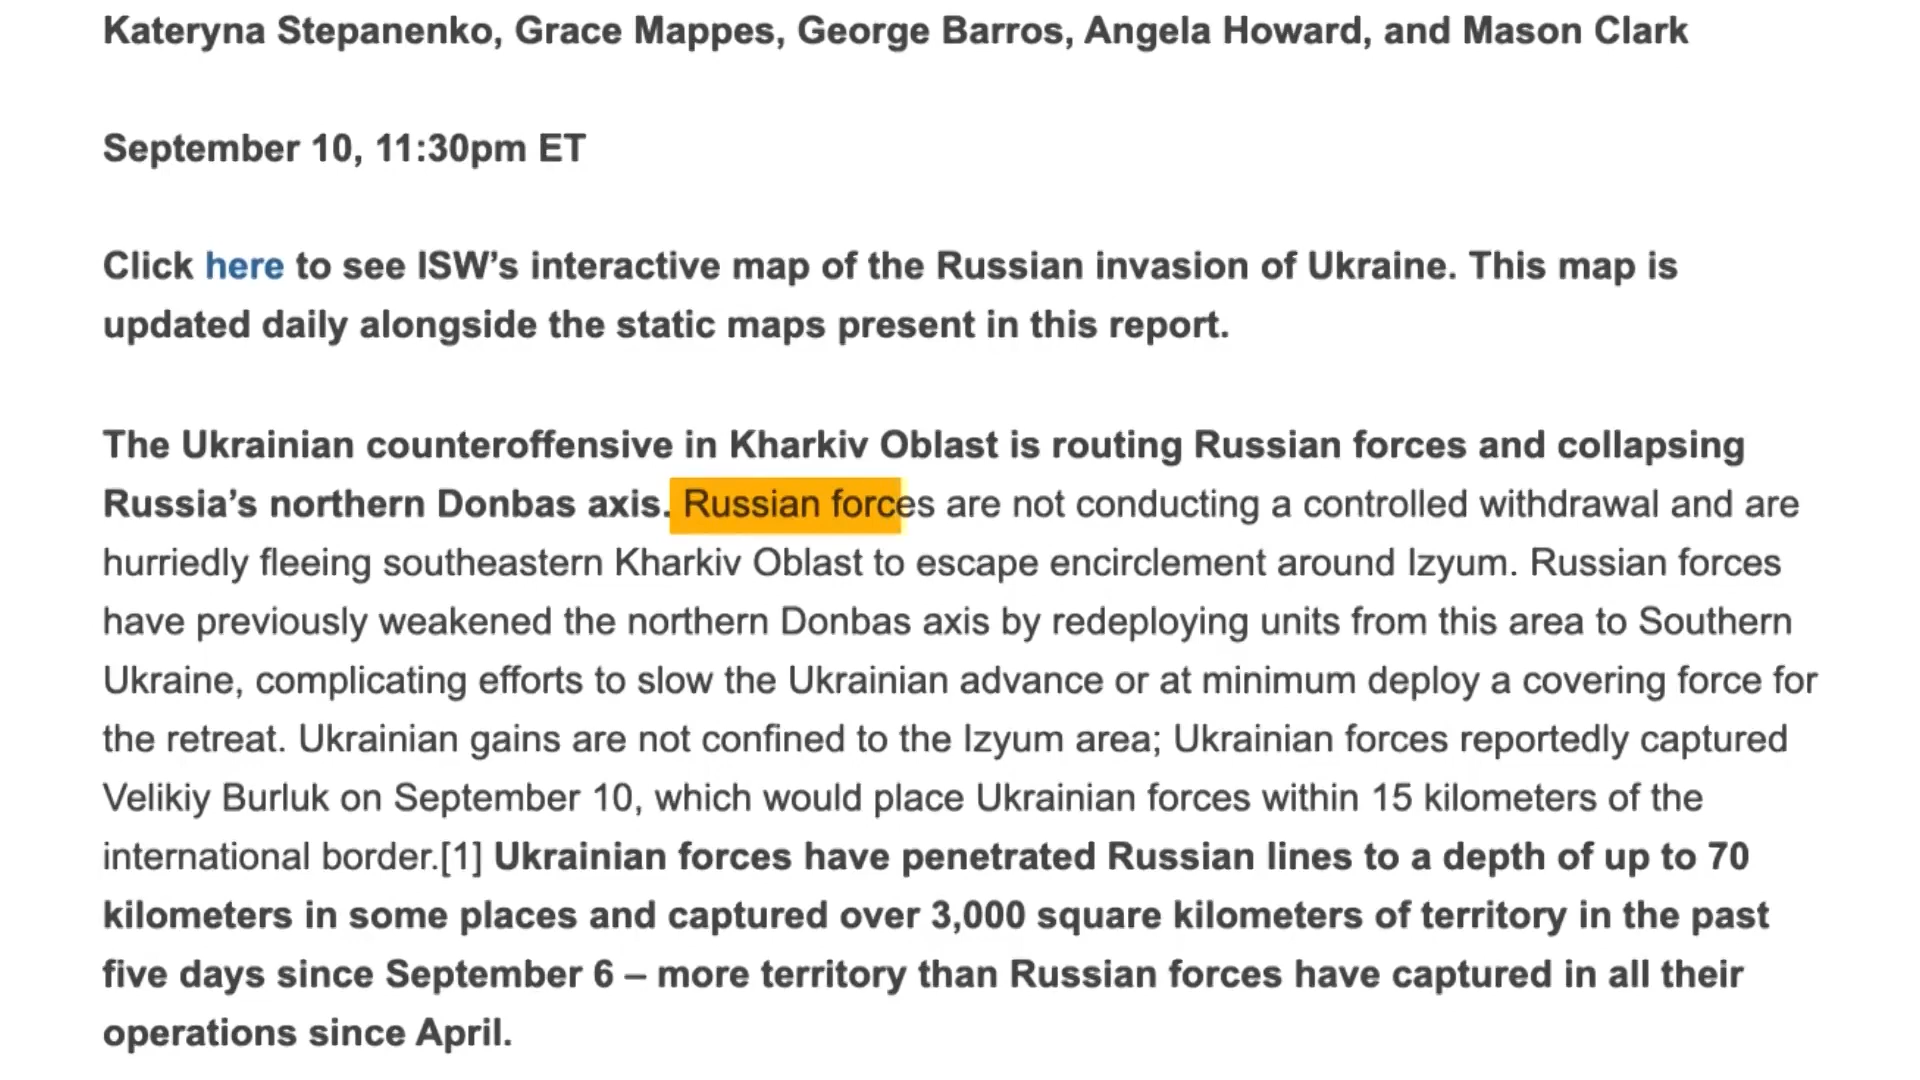 Kateryna Stepanenko, Grace Mappes, George Barros, Angela Howard, and Mason Clark
September 10, 11:30pm ET
Click here to see ISW’s interactive map of the Russian invasion of Ukraine. This map is
updated daily alongside the static maps present in this report.
The Ukrainian counteroffensive in Kharkiv Oblast is routing Russian forces and collapsing
Russia’s northern Donbas axis. Russian forces are not conducting a controlled withdrawal and are
hurriedly fleeing southeastern Kharkiv Oblast to escape encirclement around Izyum. Russian forces
have previously weakened the northern Donbas axis by redeploying units from this area to Southern
Ukraine, complicating efforts to slow the Ukrainian advance or at minimum deploy a covering force for
the retreat. Ukrainian gains are not confined to the Izyum area; Ukrainian forces reportedly captured
Velikiy Burluk on September 10, which would place Ukrainian forces within 15 kilometers of the
international border.[1] Ukrainian forces have penetrated Russian lines to a depth of up to 70
kilometers in some places and captured over 3,000 square kilometers of territory in the past
five days since September 6 – more territory than Russian forces have captured in all their
operations since April.